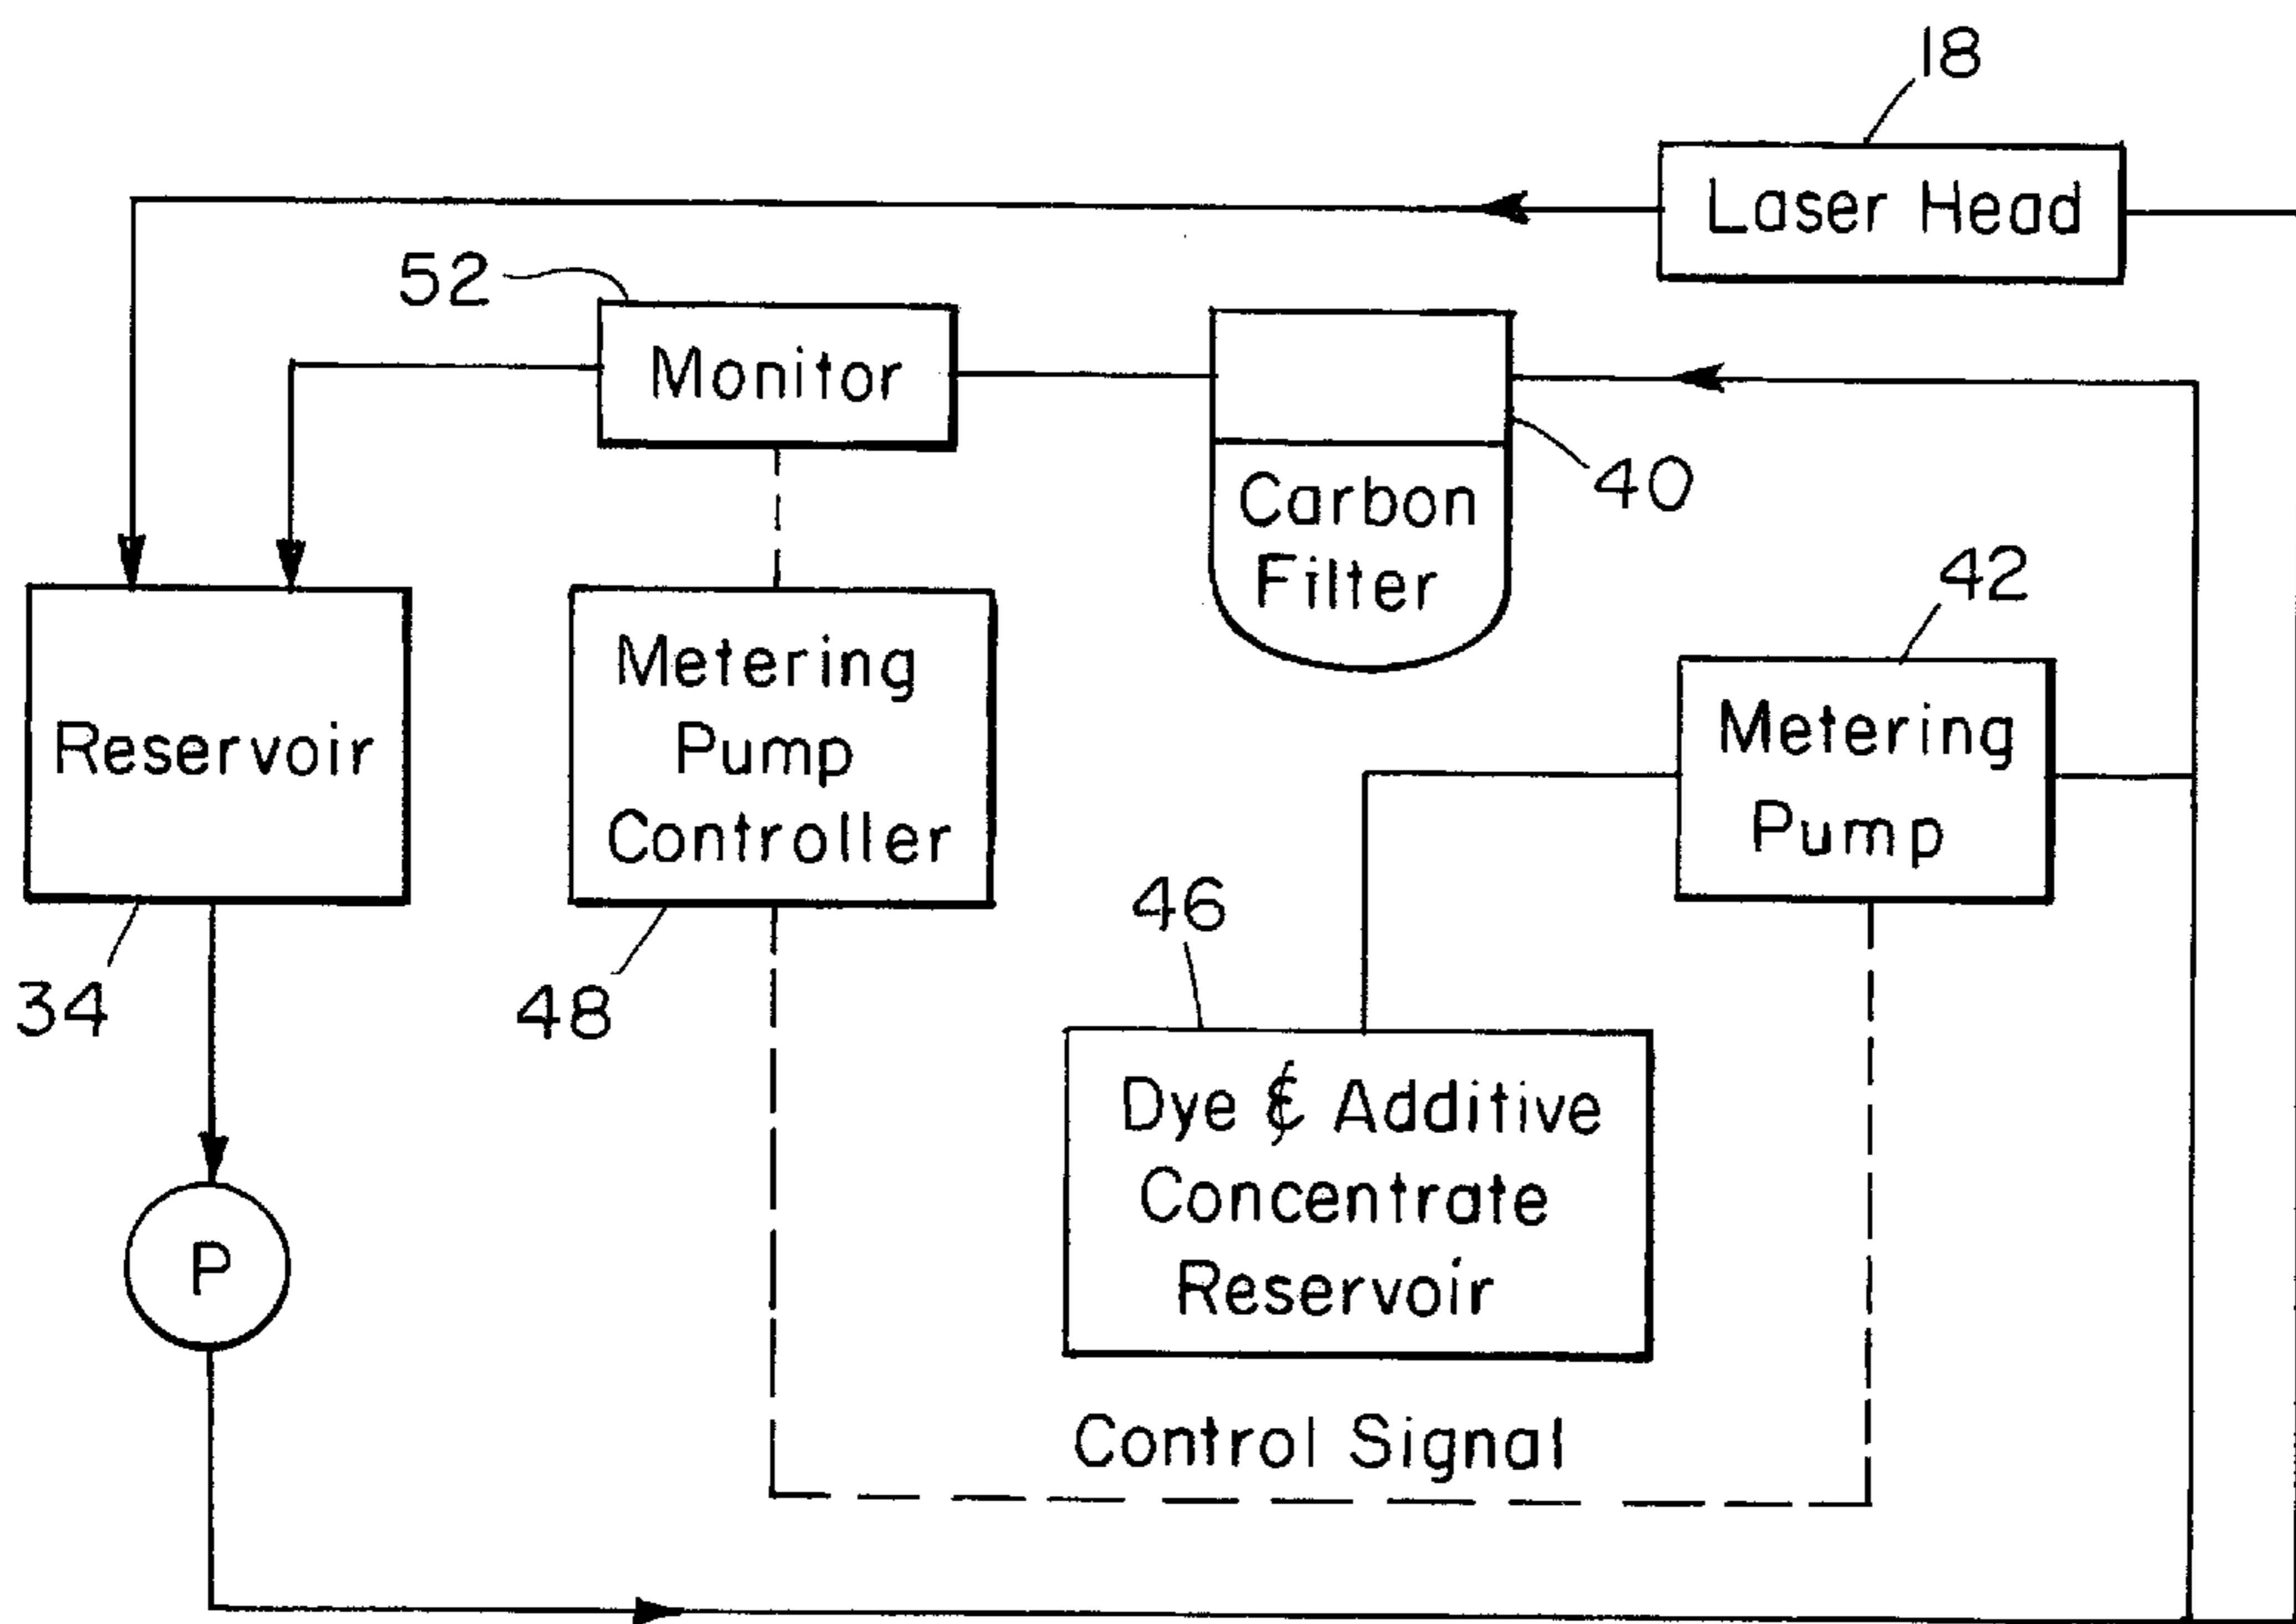 18
Laser Head
52
Monitor
40
Carbon
Filter
42
Metering
Pump
Reservoir
34
Metering
Pump
Controller
48
46
Dye & Additive
Concentrate
Reservoir
P
Control Signal